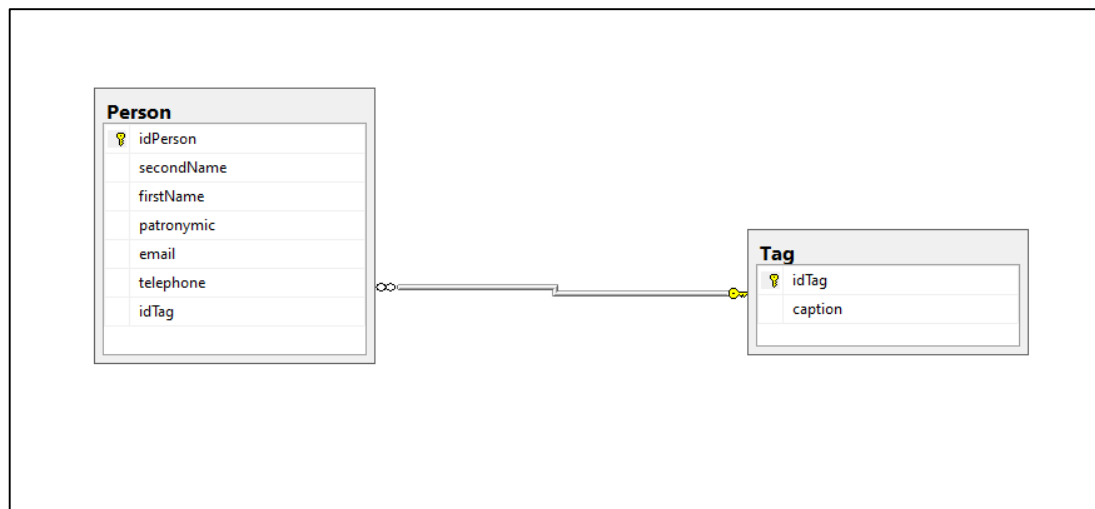 Person
idPerson
secondName
firstName
patronymic
email
telephone
idTag
Tag
idTag
caption